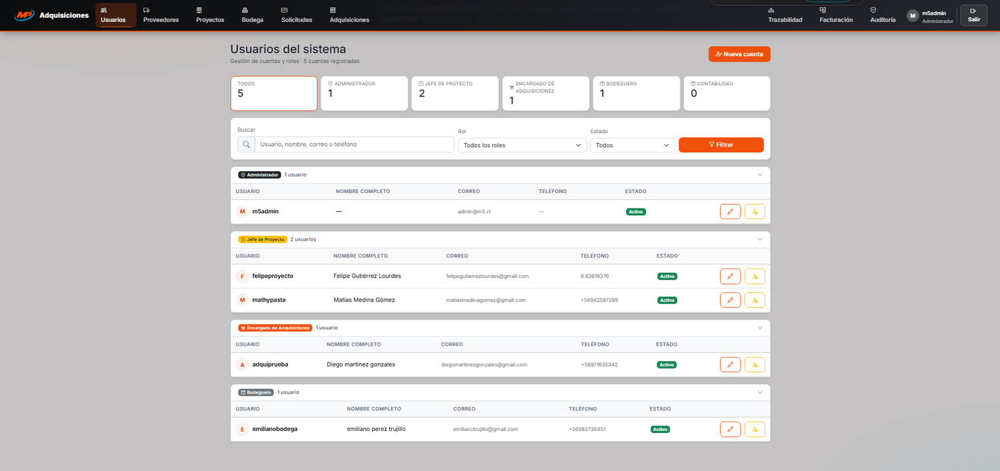 M5 Adquisiciones
Usuarios
Proveedores
Proyectos
Bodega
Solicitudes
Adquisiciones
Trazabilidad
Facturación
Auditoría
M
m5admin
Administrador
Salir
Usuarios del sistema
Gestión de cuentas y roles · 5 cuentas registradas
Nueva cuenta
TODOS
5
ADMINISTRADOR
1
JEFE DE PROYECTO
2
ENCARGADO DE
ADQUISICIONES
1
BODEGUERO
1
CONTABILIDAD
0
Buscar
Usuario, nombre, correo o teléfono
Rol
Todos los roles
Estado
Todos
Filtrar
Administrador 1 usuario
USUARIO NOMBRE COMPLETO CORREO TELÉFONO ESTADO
M m5admin — admin@m5.cl — Activo
Jefe de Proyecto 2 usuarios
USUARIO NOMBRE COMPLETO CORREO TELÉFONO ESTADO
F felipeproyecto Felipe Gutiérrez Lourdes felipegutierrezlourdes@gmail.com 9 83619376 Activo
M mathypasta Matías Medina Gómez matiasmedinagomez@gmail.com +56942597289 Activo
Encargado de Adquisiciones 1 usuario
USUARIO NOMBRE COMPLETO CORREO TELÉFONO ESTADO
A adquiprueba Diego martinez gonzales diegomartinezgonzales@gmail.com +56971635342 Activo
Bodeguero 1 usuario
USUARIO NOMBRE COMPLETO CORREO TELÉFONO ESTADO
E emilianobodega emiliano perez trujillo emilianotrujillo@gmail.com +56982736451 Activo